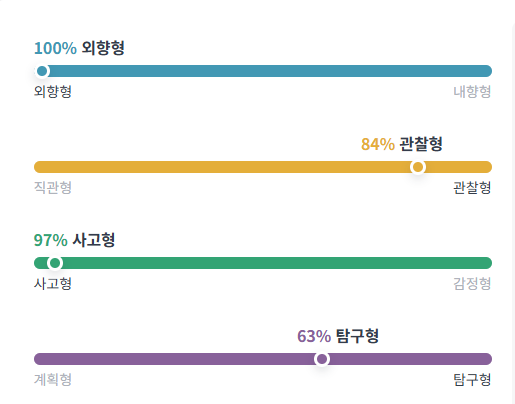 100% 외향형
외향형 내향형
84% 관찰형
직관형 관찰형
97% 사고형
사고형 감정형
63% 탐구형
계획형 탐구형